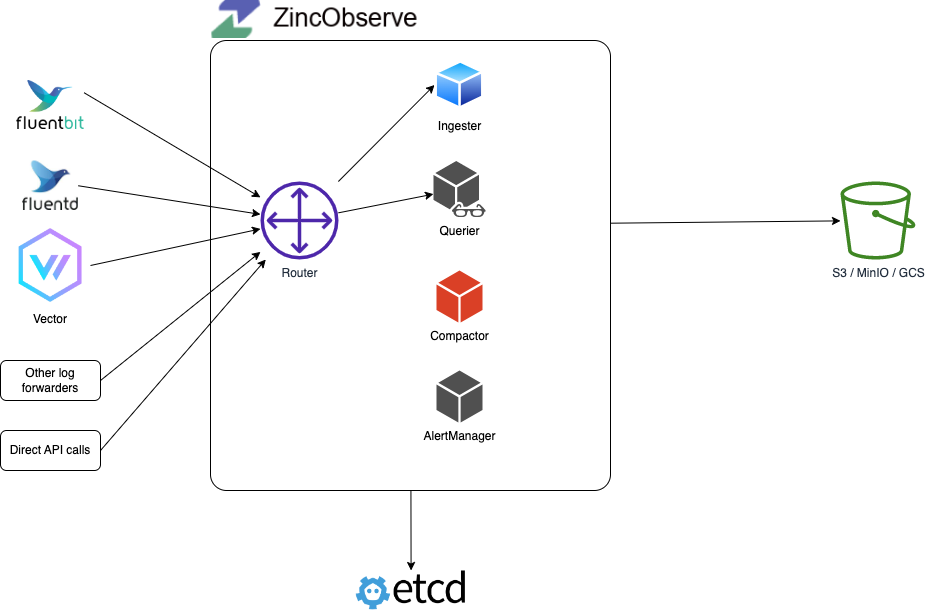 ZincObserve
fluentbit
fluentd
Vector
Other log
forwarders
Direct API calls
Router
Ingester
Querier
Compactor
AlertManager
S3 / MinIO / GCS
etcd